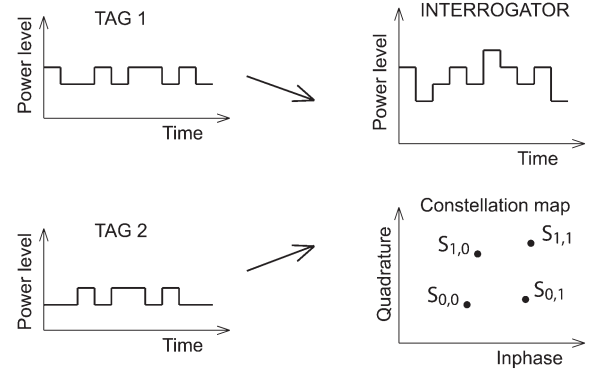 TAG 1
Power level
Time
INTERROGATOR
Power level
Time
TAG 2
Power level
Time
Constellation map
Quadrature
S1,0
S1,1
S0,0
S0,1
Inphase